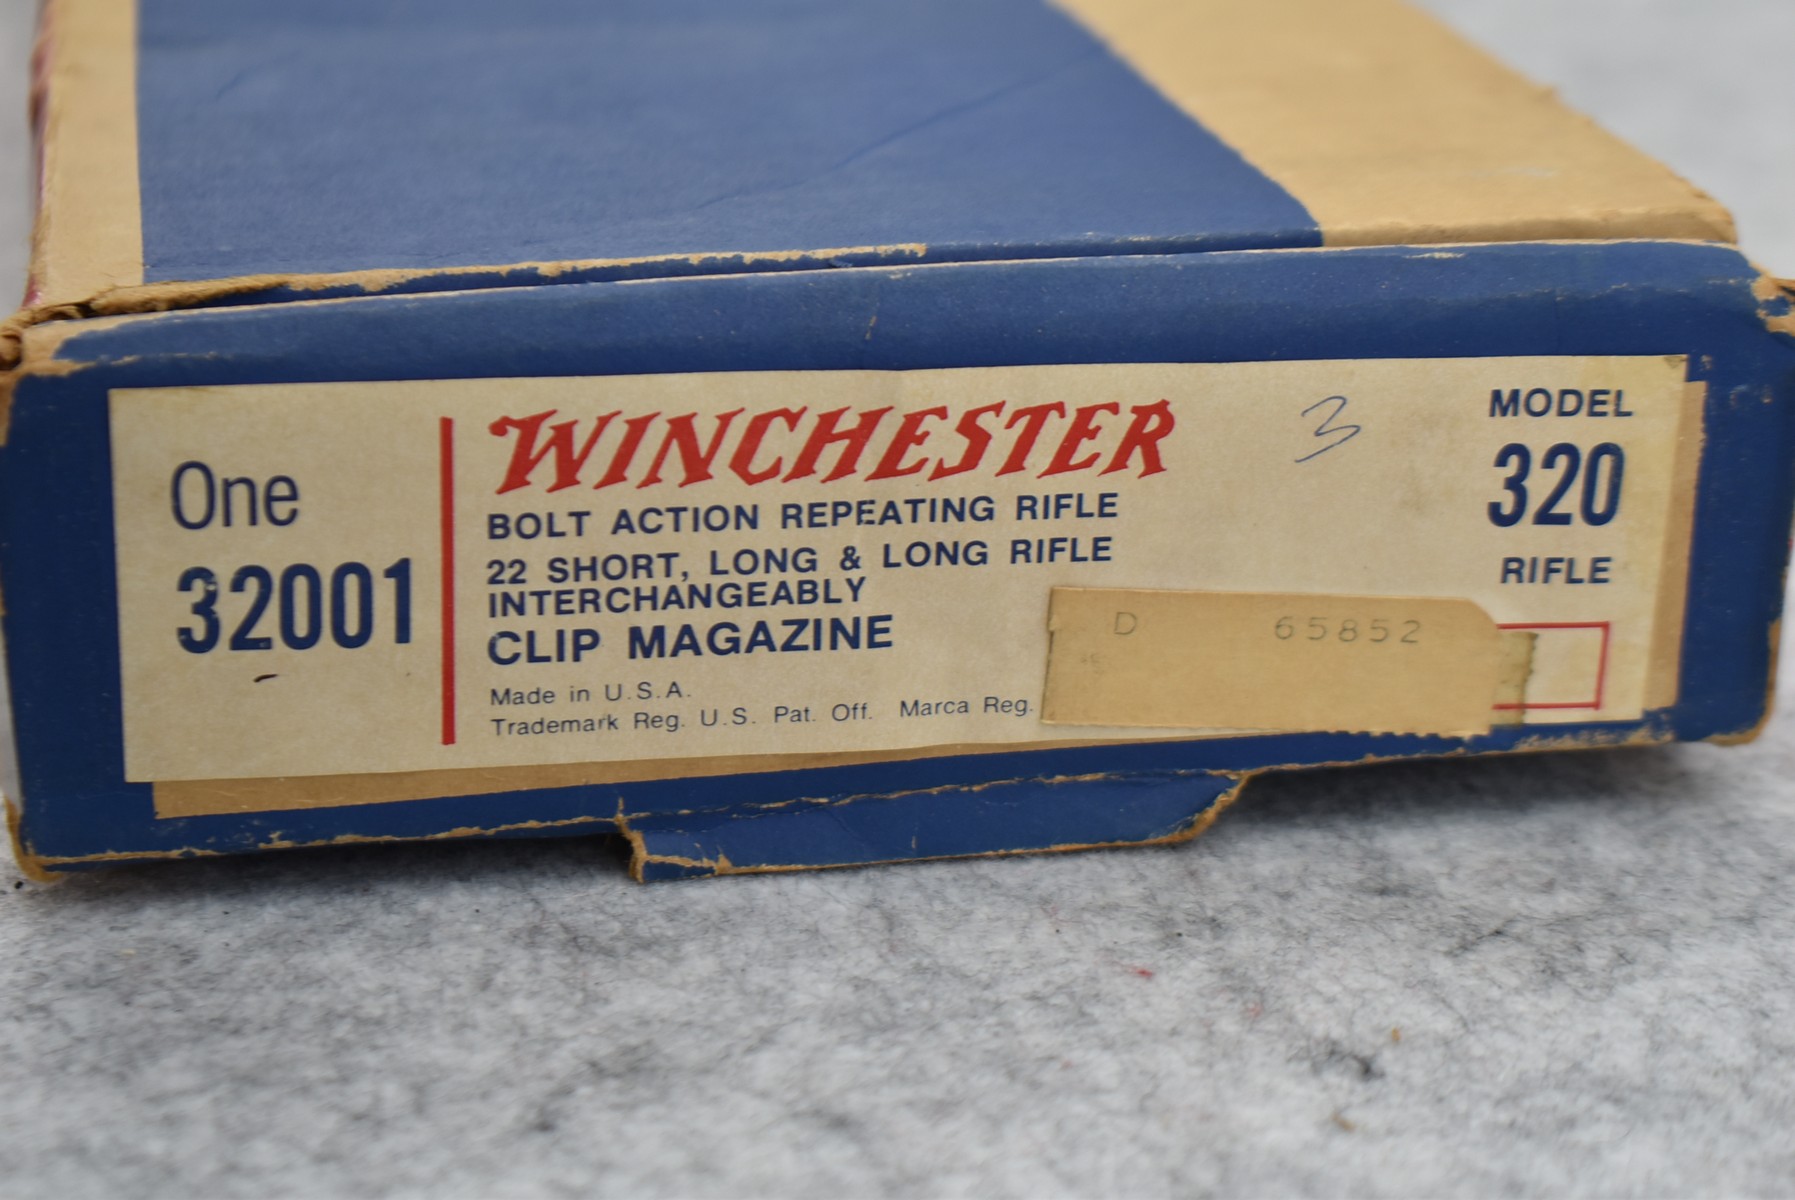 One
32001
WINCHESTER
BOLT ACTION REPEATING RIFLE
22 SHORT, LONG & LONG RIFLE
INTERCHANGEABLY
CLIP MAGAZINE
Made in U.S.A.
Trademark Reg. U.S. Pat. Off. Marca Reg.
3
MODEL
320
RIFLE
D 65852